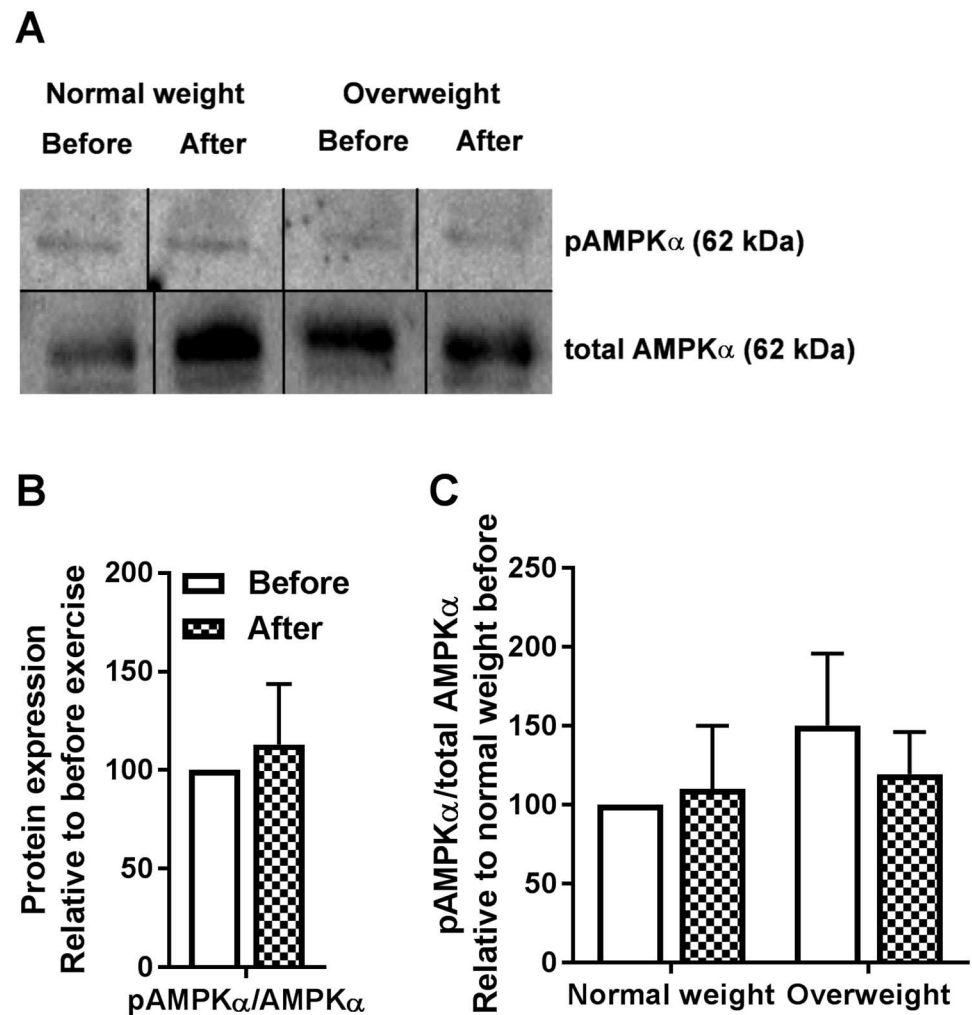 A
Normal weight Overweight
Before After Before After
pAMPKα (62 kDa)
total AMPKα (62 kDa)
B
Protein expression
Relative to before exercise
200
150
100
50
0
Before
After
pAMPKα/AMPKα
C
pAMPKα/total AMPKα
Relative to normal weight before
250
200
150
100
50
0
Normal weight Overweight